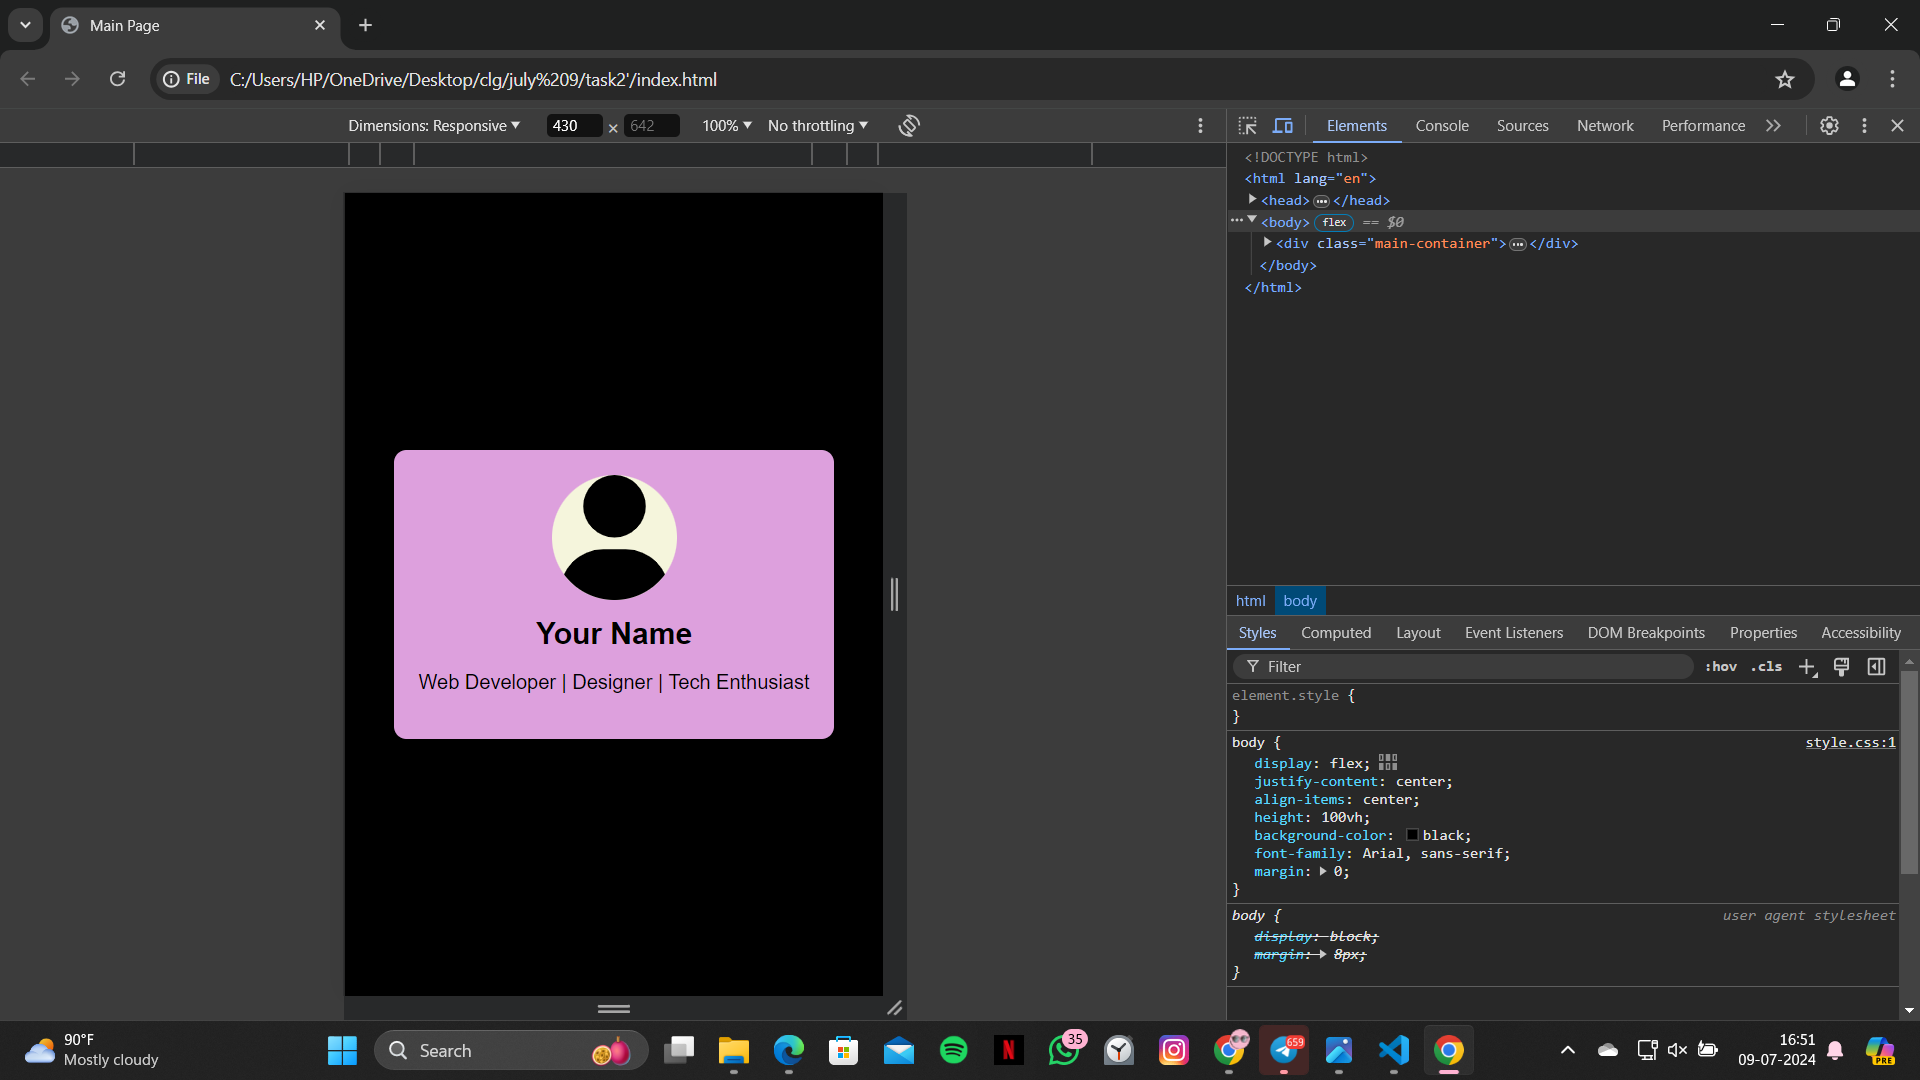 Main Page
File
C:/Users/HP/OneDrive/Desktop/clg/july%209/task2'/index.html
Dimensions: Responsive
430 × 642
100%
No throttling
Elements
Console
Sources
Network
Performance
<!DOCTYPE html>
<html lang="en">
<head> ••• </head>
••• <body> flex == $0
<div class="main-container"> ••• </div>
</body>
</html>
Your Name
Web Developer | Designer | Tech Enthusiast
html body
Styles
Computed
Layout
Event Listeners
DOM Breakpoints
Properties
Accessibility
Filter
:hov .cls
element.style {
}
body {
style.css:1
display: flex;
justify-content: center;
align-items: center;
height: 100vh;
background-color: black;
font-family: Arial, sans-serif;
margin: 0;
}
body {
user agent stylesheet
display: block;
margin: 8px;
}
90°F
Mostly cloudy
Search
N
35
659
16:51
09-07-2024
PRE